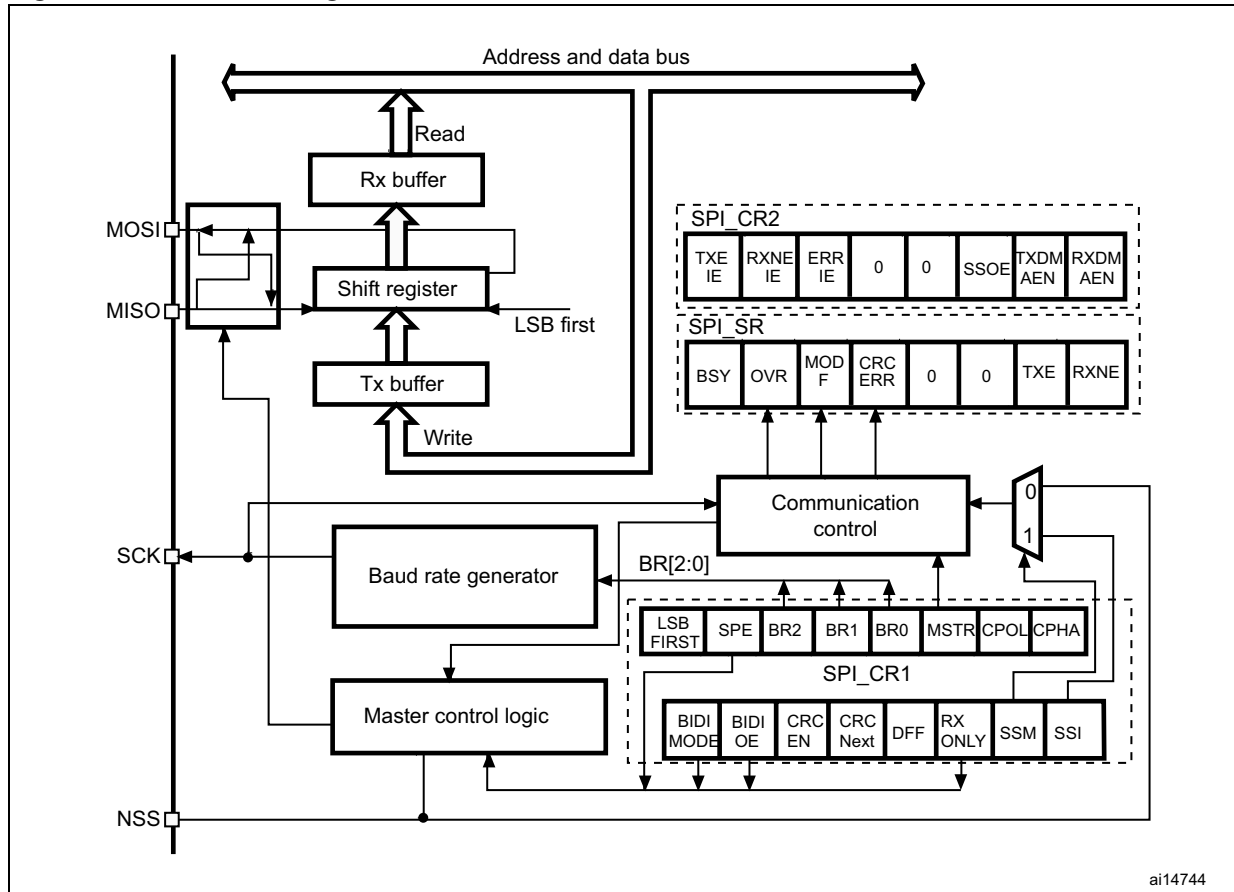 Address and data bus
Read
Rx buffer
MOSI
SPI_CR2
TXE IE
RXNE IE
ERR IE
0
0
SSOE
TXDM AEN
RXDM AEN
Shift register
MISO
LSB first
SPI_SR
BSY
OVR
MOD F
CRC ERR
0
0
TXE
RXNE
Tx buffer
Write
Communication control
0
1
SCK
Baud rate generator
BR[2:0]
LSB FIRST
SPE
BR2
BR1
BR0
MSTR
CPOL
CPHA
SPI_CR1
Master control logic
BIDI MODE
BIDI OE
CRC EN
CRC Next
DFF
RX ONLY
SSM
SSI
NSS
ai14744